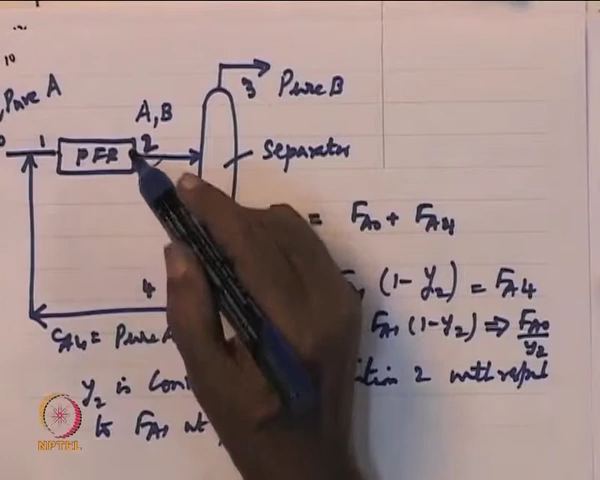 10
Pure A
A, B
3 Pure B
0
1
PFR
2
separator
= FA0 + FA4
4
(1 - y2) = FA4
CA4 = Pure A
FA1 (1 - y2) ⇒ FA0/y2
y2 is
2 with respect
to FA1 at
NPTEL